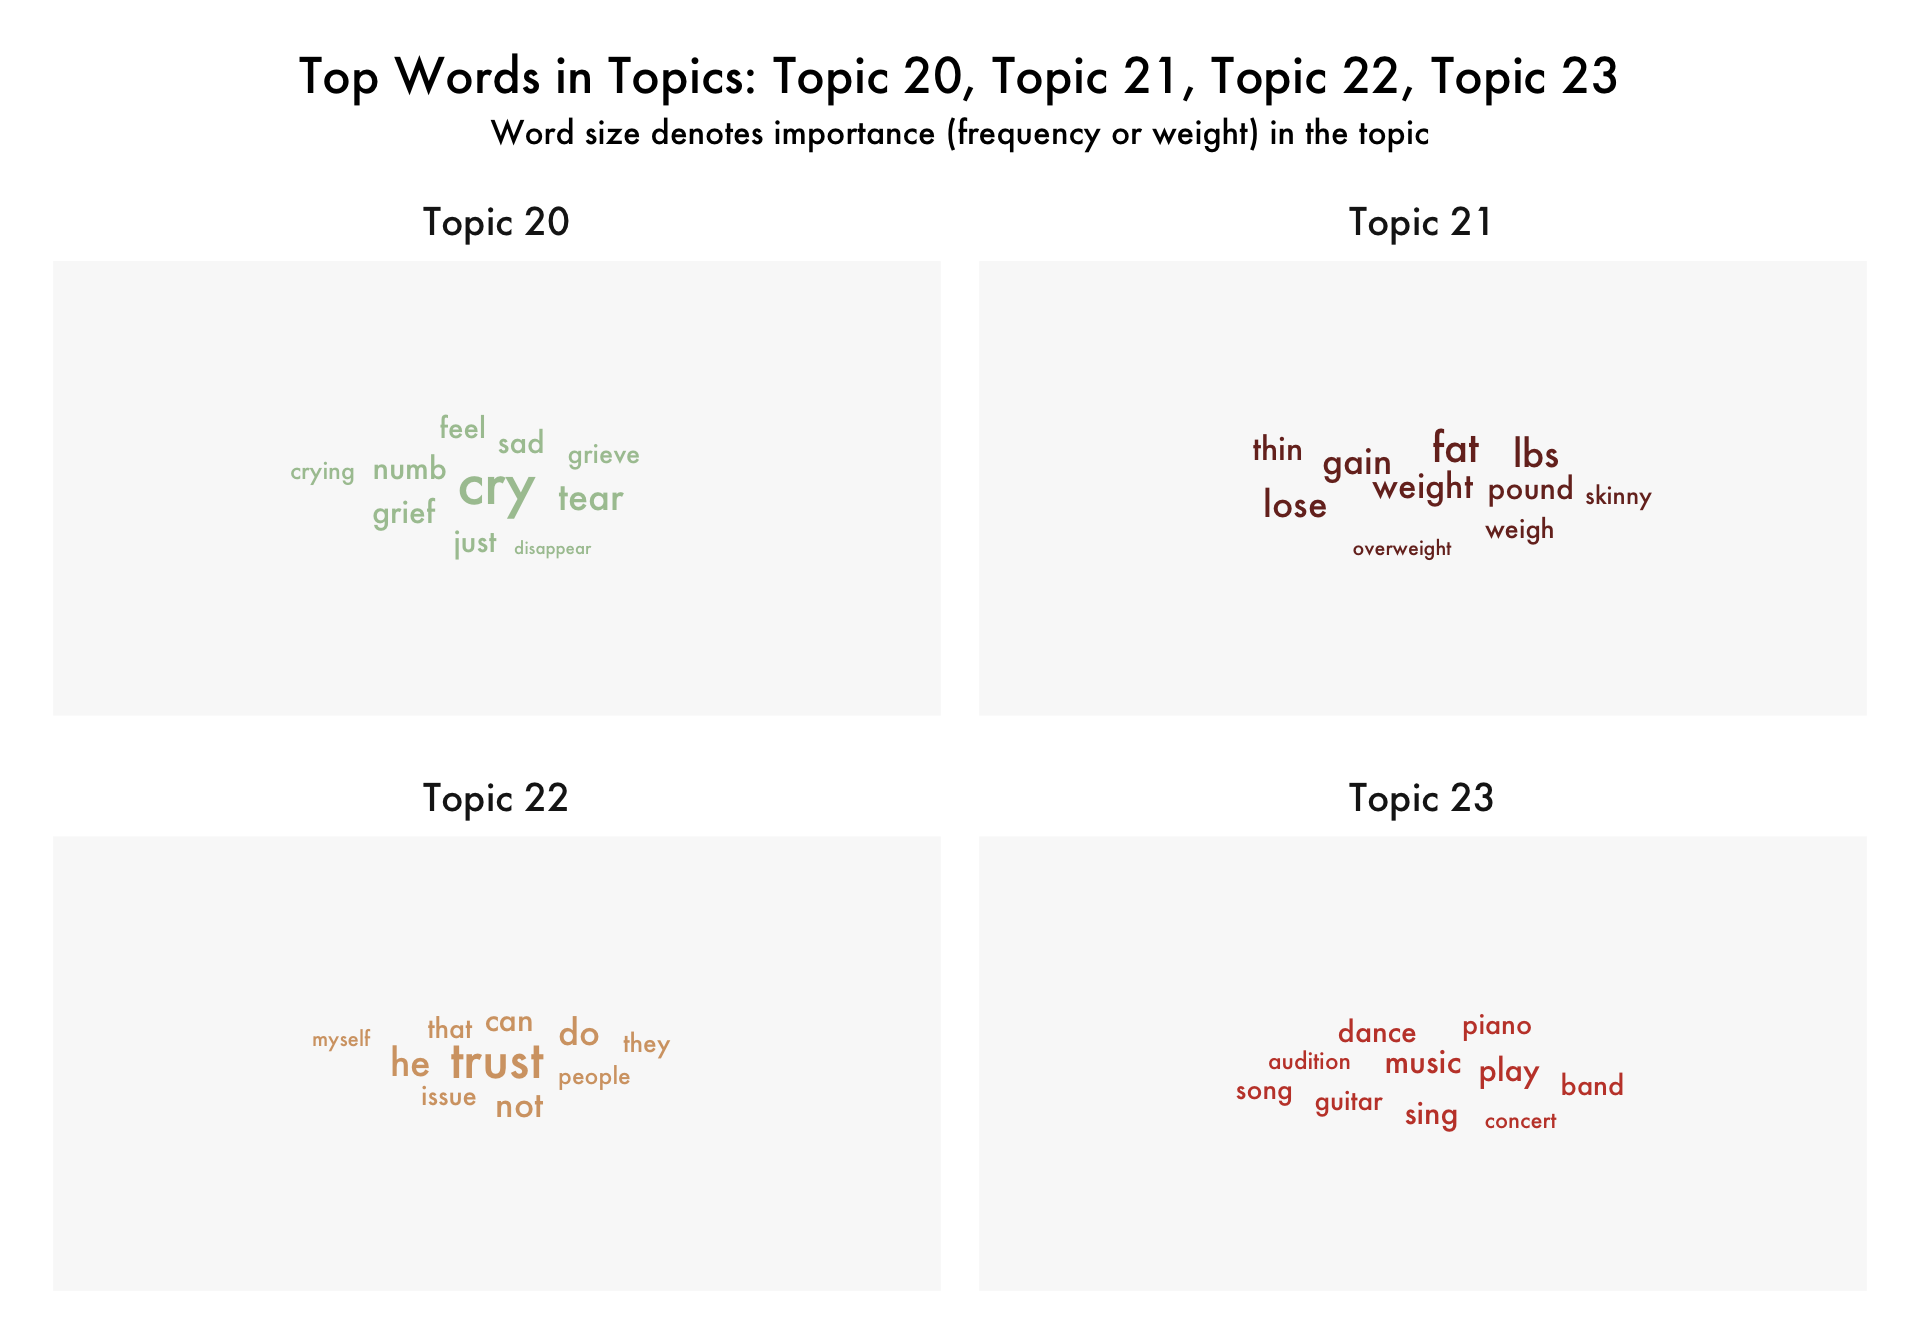 Top Words in Topics: Topic 20, Topic 21, Topic 22, Topic 23
Word size denotes importance (frequency or weight) in the topic
Topic 20
feel
sad
grieve
crying
numb
cry
tear
grief
just
disappear
Topic 21
thin
gain
fat
lbs
weight
pound
skinny
lose
weigh
overweight
Topic 22
myself
that
can
do
they
he
trust
people
issue
not
Topic 23
dance
piano
audition
music
play
band
song
guitar
sing
concert